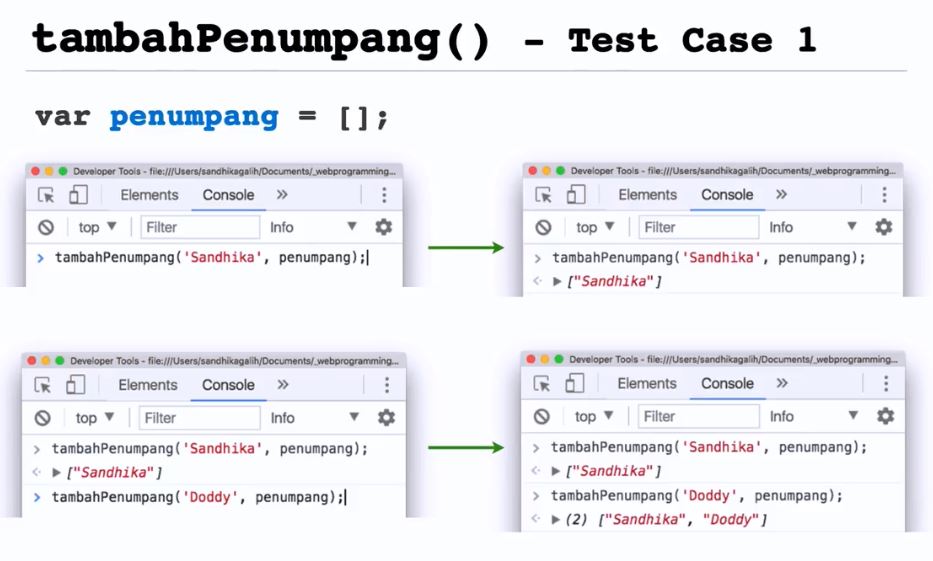 tambahPenumpang() - Test Case 1
var penumpang = [];
Developer Tools - file:///Users/sandhikagalih/Documents/_webprogramming...
Elements Console »
top ▼ Filter Info ▼
> tambahPenumpang('Sandhika', penumpang);
Developer Tools - file:///Users/sandhikagalih/Documents/_webprogramming...
Elements Console »
top ▼ Filter Info ▼
> tambahPenumpang('Sandhika', penumpang);
<· ▶ ["Sandhika"]
Developer Tools - file:///Users/sandhikagalih/Documents/_webprogramming...
Elements Console »
top ▼ Filter Info ▼
> tambahPenumpang('Sandhika', penumpang);
<· ▶ ["Sandhika"]
> tambahPenumpang('Doddy', penumpang);
Developer Tools - file:///Users/sandhikagalih/Documents/_webprogramming...
Elements Console »
top ▼ Filter Info ▼
> tambahPenumpang('Sandhika', penumpang);
<· ▶ ["Sandhika"]
> tambahPenumpang('Doddy', penumpang);
<· ▶ (2) ["Sandhika", "Doddy"]